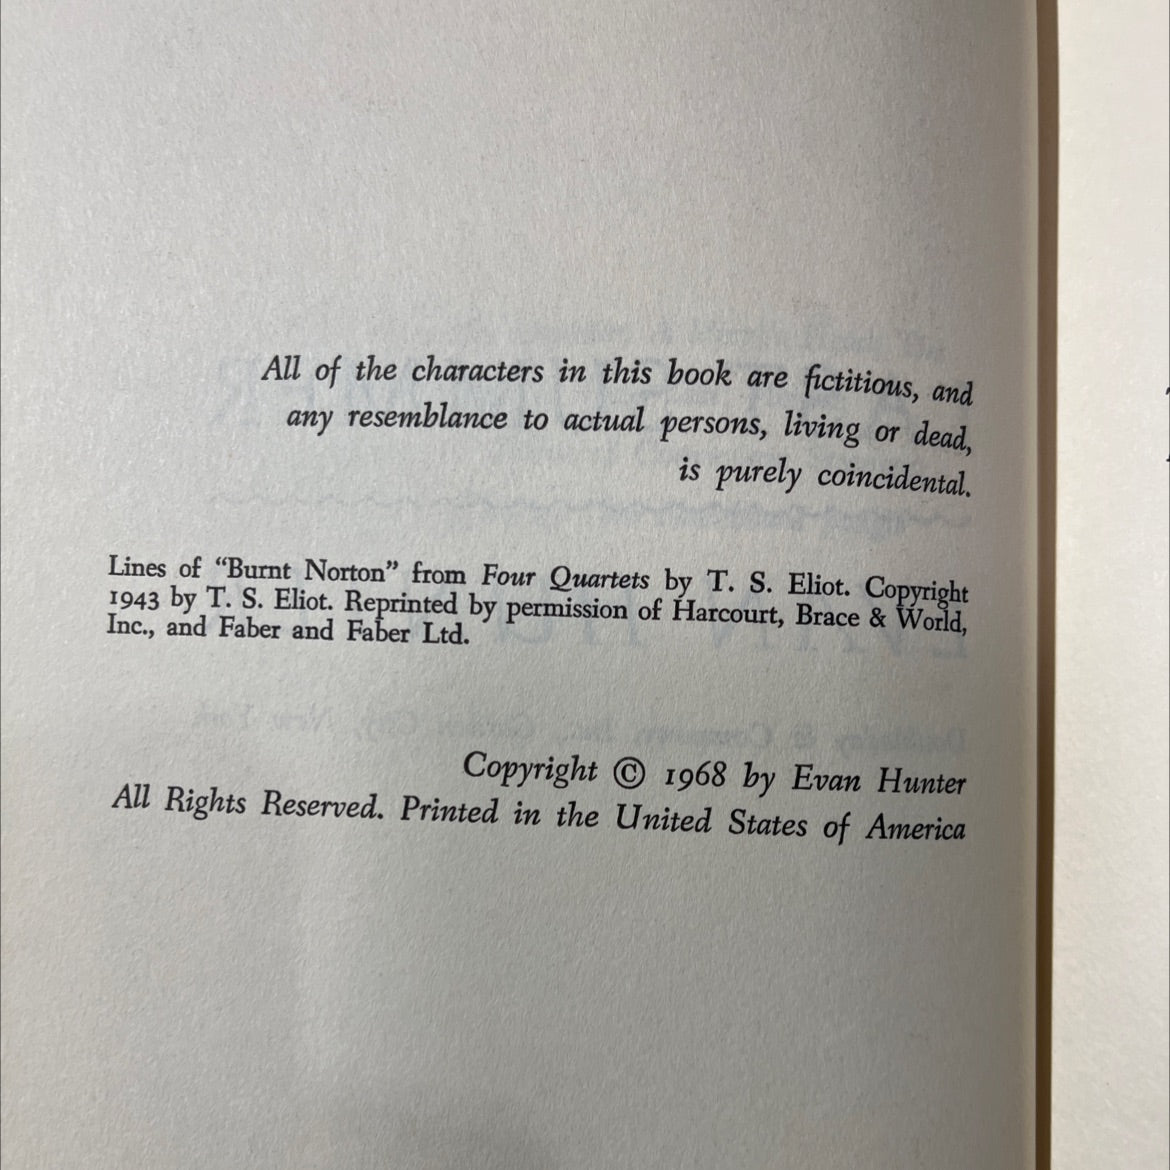 All of the characters in this book are fictitious, and
any resemblance to actual persons, living or dead,
is purely coincidental.
Lines of “Burnt Norton” from Four Quartets by T. S. Eliot. Copyright
1943 by T. S. Eliot. Reprinted by permission of Harcourt, Brace & World,
Inc., and Faber and Faber Ltd.
Copyright © 1968 by Evan Hunter
All Rights Reserved. Printed in the United States of America